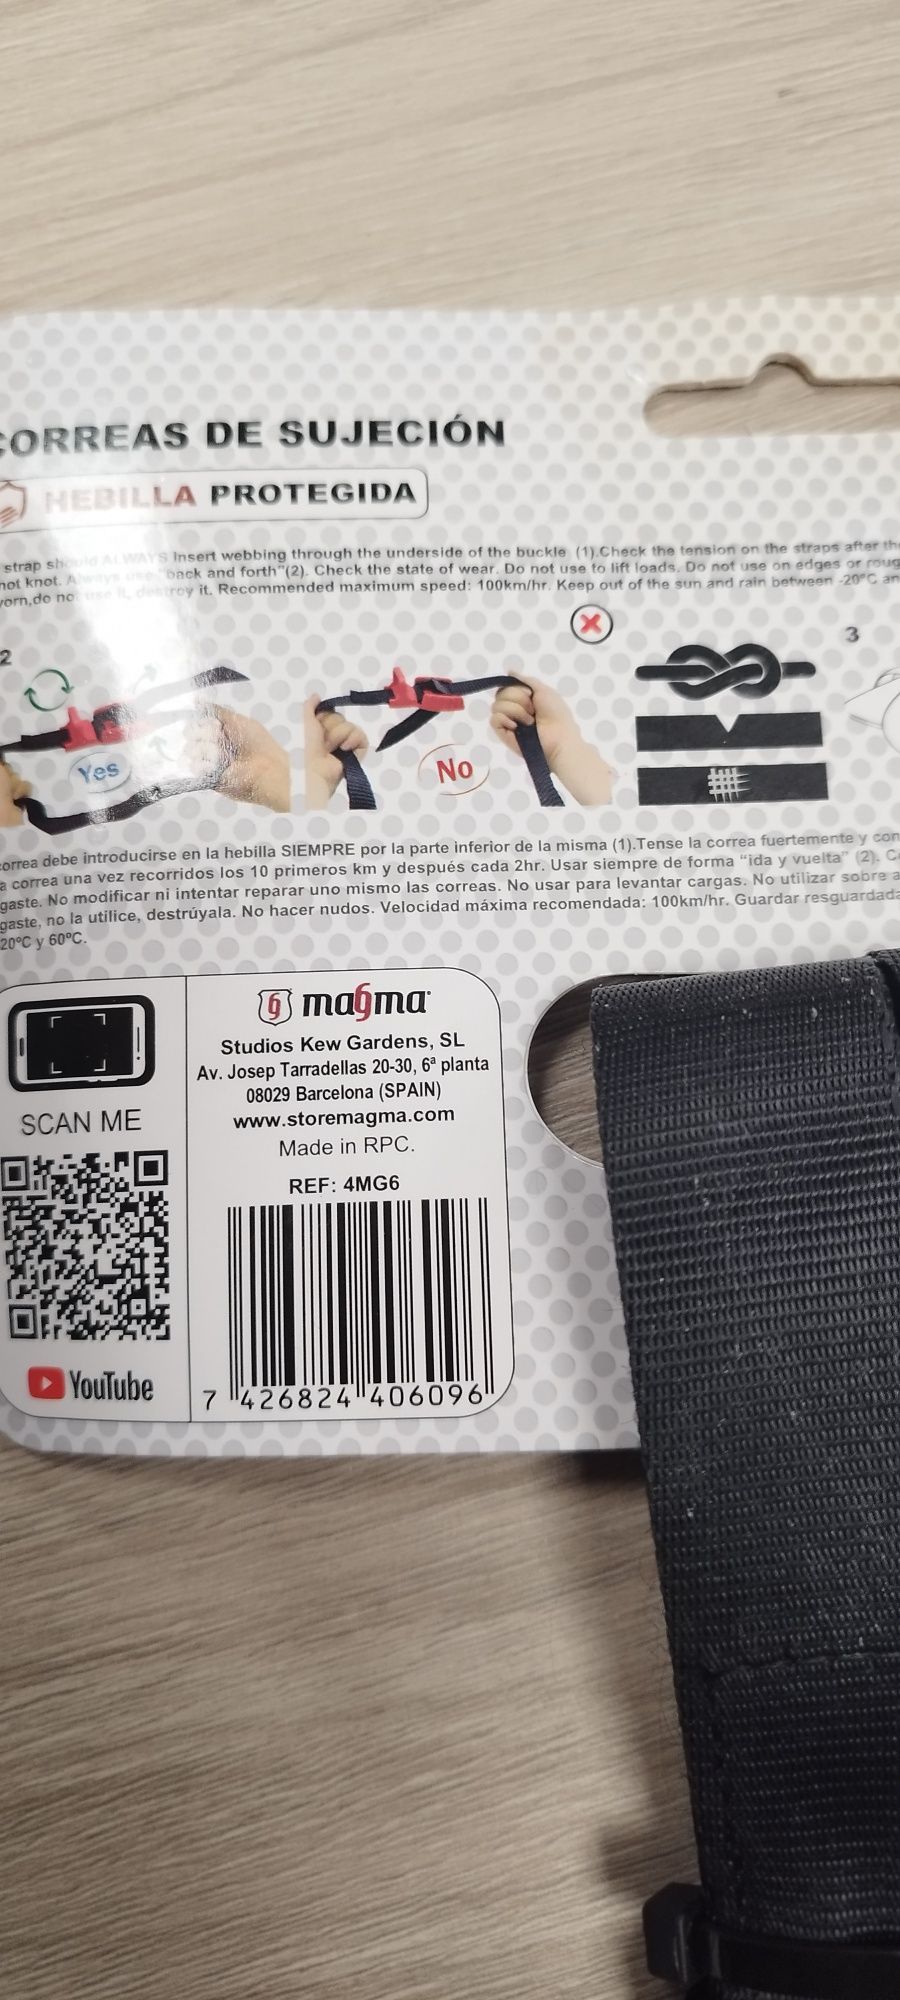 CORREAS DE SUJECIÓN
HEBILLA PROTEGIDA
strap should ALWAYS Insert webbing through the underside of the buckle (1).Check the tension on the straps after the
not knot. Always use "back and forth"(2). Check the state of wear. Do not use to lift loads. Do not use on edges or
worn,do not use it, destroy it. Recommended maximum speed: 100km/hr. Keep out of the sun and rain between -20ºC
2
3
Yes
No
correa debe introducirse en la hebilla SIEMPRE por la parte inferior de la misma (1).Tense la correa fuertemente y
a correa una vez recorridos los 10 primeros km y después cada 2hr. Usar siempre de forma "ida y vuelta" (2).
gaste. No modificar ni intentar reparar uno mismo las correas. No usar para levantar cargas. No utilizar sobre
gaste, no la utilice, destrúyala. No hacer nudos. Velocidad máxima recomendada: 100km/hr. Guardar
20ºC y 60ºC.
magma
Studios Kew Gardens, SL
Av. Josep Tarradellas 20-30, 6ª planta
08029 Barcelona (SPAIN)
www.storemagma.com
Made in RPC.
REF: 4MG6
7 426824 406096
SCAN ME
YouTube